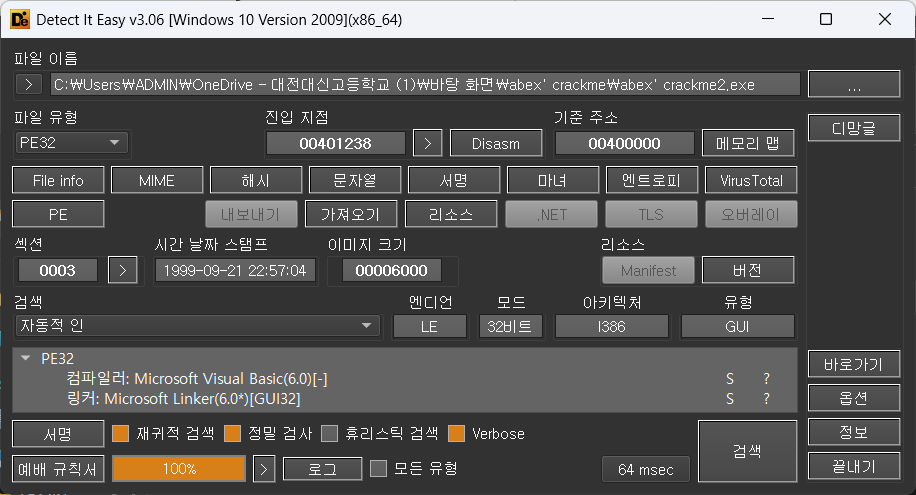 Detect It Easy v3.06 [Windows 10 Version 2009](x86_64)
파일 이름
> C:₩Users₩ADMIN₩OneDrive - 대전대신고등학교 (1)₩바탕 화면₩abex' crackme₩abex' crackme2.exe ...
파일 유형 진입 지점 기준 주소 디망글
PE32 00401238 > Disasm 00400000 메모리 맵
File info MIME 해시 문자열 서명 마녀 엔트로피 VirusTotal
PE 내보내기 가져오기 리소스 .NET TLS 오버레이
섹션 시간 날짜 스탬프 이미지 크기 리소스
0003 > 1999-09-21 22:57:04 00006000 Manifest 버전
검색 엔디언 모드 아키텍처 유형
자동적 인 LE 32비트 I386 GUI
PE32
컴파일러: Microsoft Visual Basic(6.0)[-] S ?
링커: Microsoft Linker(6.0*)[GUI32] S ?
바로가기
옵션
서명 재귀적 검색 정밀 검사 휴리스틱 검색 Verbose 검색 정보
예배 규칙서 100% > 로그 모든 유형 64 msec 끝내기